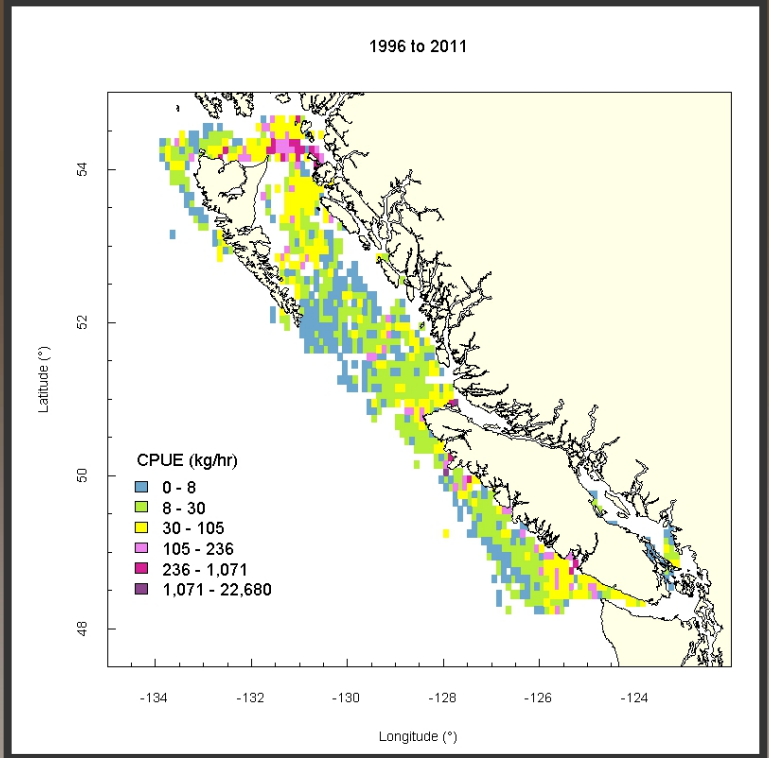 1996 to 2011
54
52
50
48
Latitude (°)
CPUE (kg/hr)
0 - 8
8 - 30
30 - 105
105 - 236
236 - 1,071
1,071 - 22,680
-134 -132 -130 -128 -126 -124
Longitude (°)